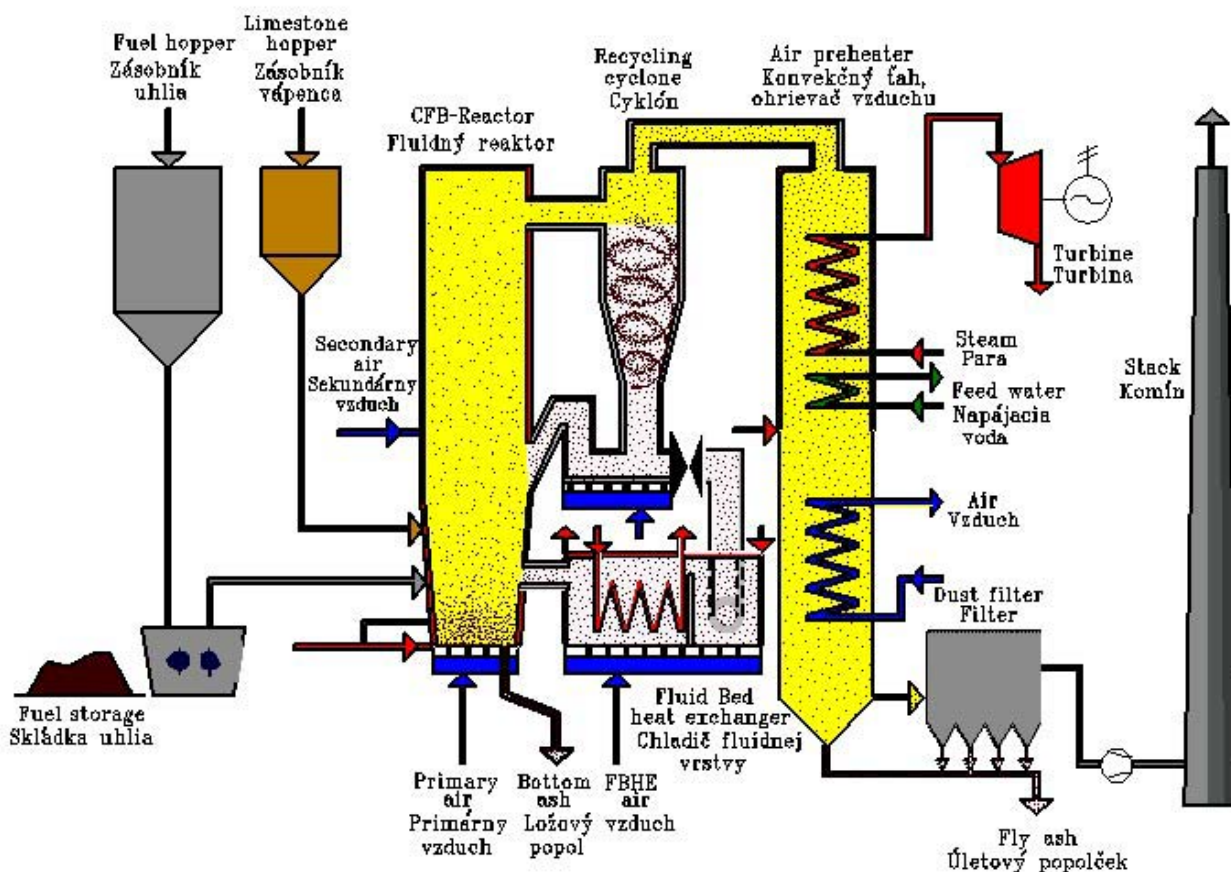 Fuel hopper
Zásobník
uhlia
Limestone
hopper
Zásobník
vápenca
CFB-Reactor
Fluidný reaktor
Recycling
cyclone
Cyklón
Air preheater
Konvekčný ťah,
ohrievač vzduchu
Turbine
Turbina
Secondary
air
Sekundárny
vzduch
Steam
Para
Feed water
Napájacia
voda
Stack
Komín
Air
Vzduch
Dust filter
Filter
Fuel storage
Skládka uhlia
Fluid Bed
heat exchanger
Chladič fluidnej
vrstvy
Primary
air
Primárny
vzduch
Bottom
ash
Ložový
popol
FBHE
air
vzduch
Fly ash
Úletový popolček